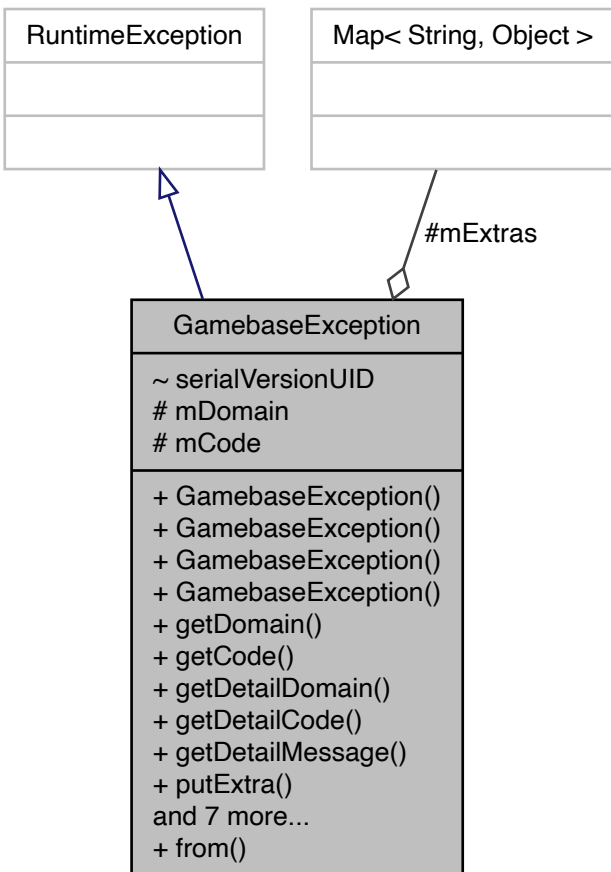 RuntimeException
Map< String, Object >
#mExtras
GamebaseException
~ serialVersionUID
# mDomain
# mCode
+ GamebaseException()
+ GamebaseException()
+ GamebaseException()
+ GamebaseException()
+ getDomain()
+ getCode()
+ getDetailDomain()
+ getDetailCode()
+ getDetailMessage()
+ putExtra()
and 7 more...
+ from()